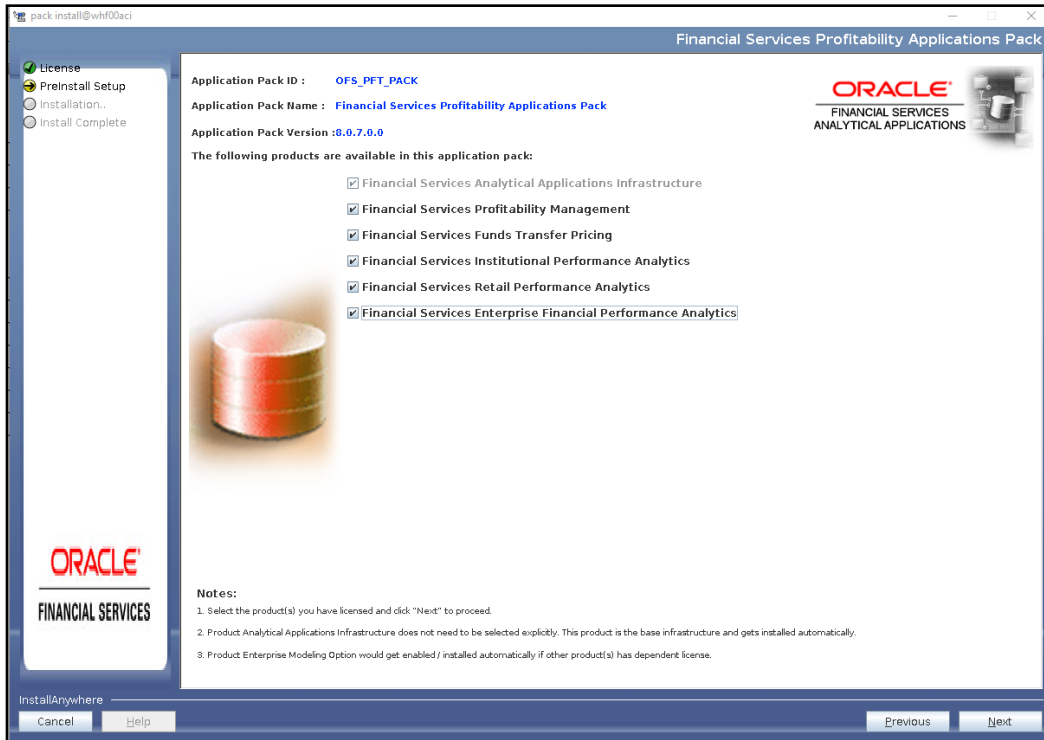 pack install@whf00aci
Financial Services Profitability Applications Pack
License
PreInstall Setup
Installation..
Install Complete
Application Pack ID : OFS_PFT_PACK
Application Pack Name : Financial Services Profitability Applications Pack
Application Pack Version :8.0.7.0.0
ORACLE
FINANCIAL SERVICES
ANALYTICAL APPLICATIONS
The following products are available in this application pack:
Financial Services Analytical Applications Infrastructure
Financial Services Profitability Management
Financial Services Funds Transfer Pricing
Financial Services Institutional Performance Analytics
Financial Services Retail Performance Analytics
Financial Services Enterprise Financial Performance Analytics
ORACLE
FINANCIAL SERVICES
Notes:
1. Select the product(s) you have licensed and click "Next" to proceed.
2. Product Analytical Applications Infrastructure does not need to be selected explicitly. This product is the base infrastructure and gets installed automatically.
3. Product Enterprise Modeling Option would get enabled / installed automatically if other product(s) has dependent license.
InstallAnywhere
Cancel Help Previous Next